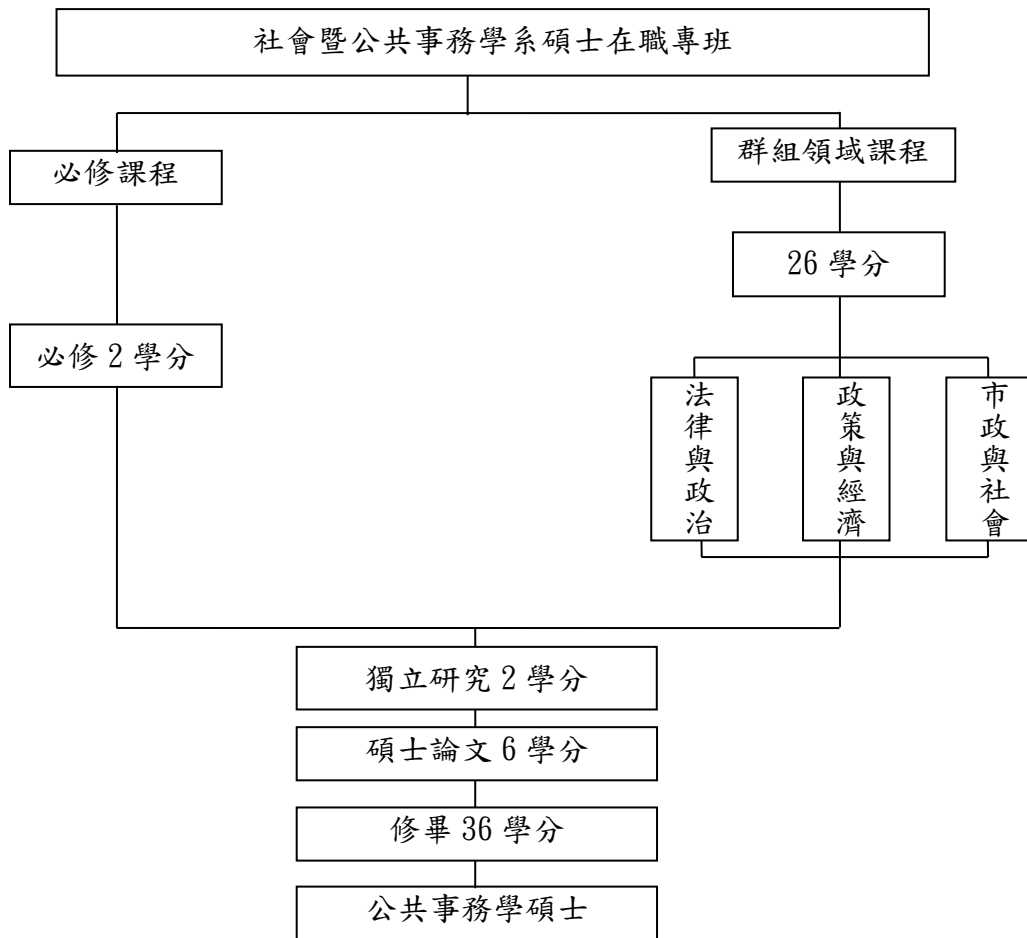 社會暨公共事務學系碩士在職專班
必修課程
群組領域課程
26 學分
必修 2 學分
法律與政治
政策與經濟
市政與社會
獨立研究 2 學分
碩士論文 6 學分
修畢 36 學分
公共事務學碩士